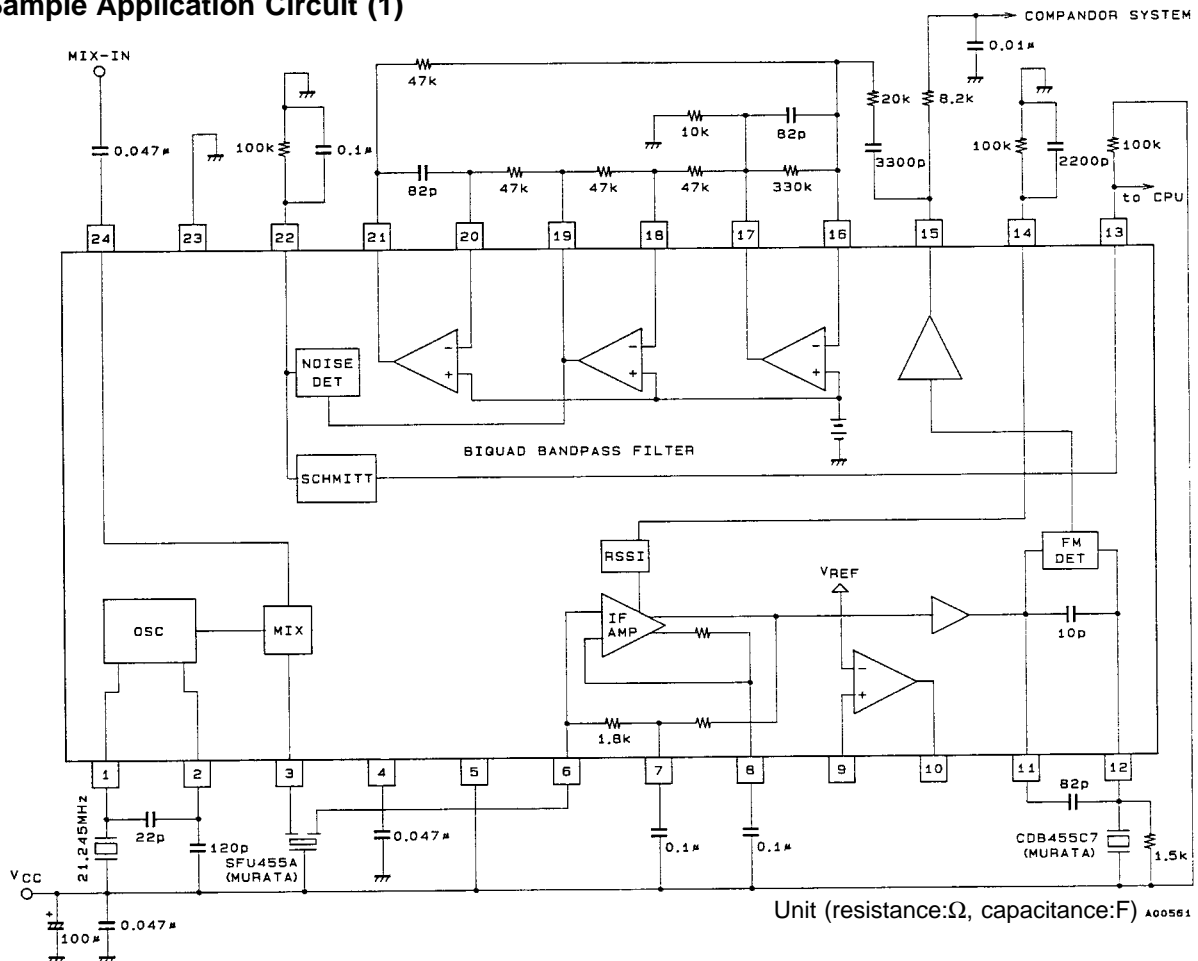 Sample Application Circuit (1)
COMPANDOR SYSTEM
MIX-IN
0.01μ
47k
20k
8.2k
10k
82p
0.047μ
100k
0.1μ
3300p
100k
2200p
100k
82p
47k
47k
47k
330k
to CPU
24
23
22
21
20
19
18
17
16
15
14
13
-
+
-
+
-
+
NOISE
DET
BIQUAD BANDPASS FILTER
SCHMITT
RSSI
FM
DET
VREF
OSC
MIX
IF
AMP
10p
-
+
1.8k
1
2
3
4
5
6
7
8
9
10
11
12
21.245MHz
22p
120p
SFU455A
(MURATA)
0.047μ
0.1μ
0.1μ
82p
CDB455C7
(MURATA)
1.5k
VCC
+
100μ
0.047μ
Unit (resistance:Ω, capacitance:F)
A00561